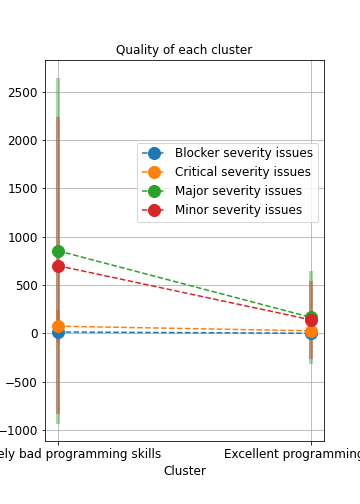 Quality of each cluster
2500
2000
1500
1000
500
0
−500
−1000
Blocker severity issues
Critical severity issues
Major severity issues
Minor severity issues
ely bad programming skills
Excellent programming
Cluster